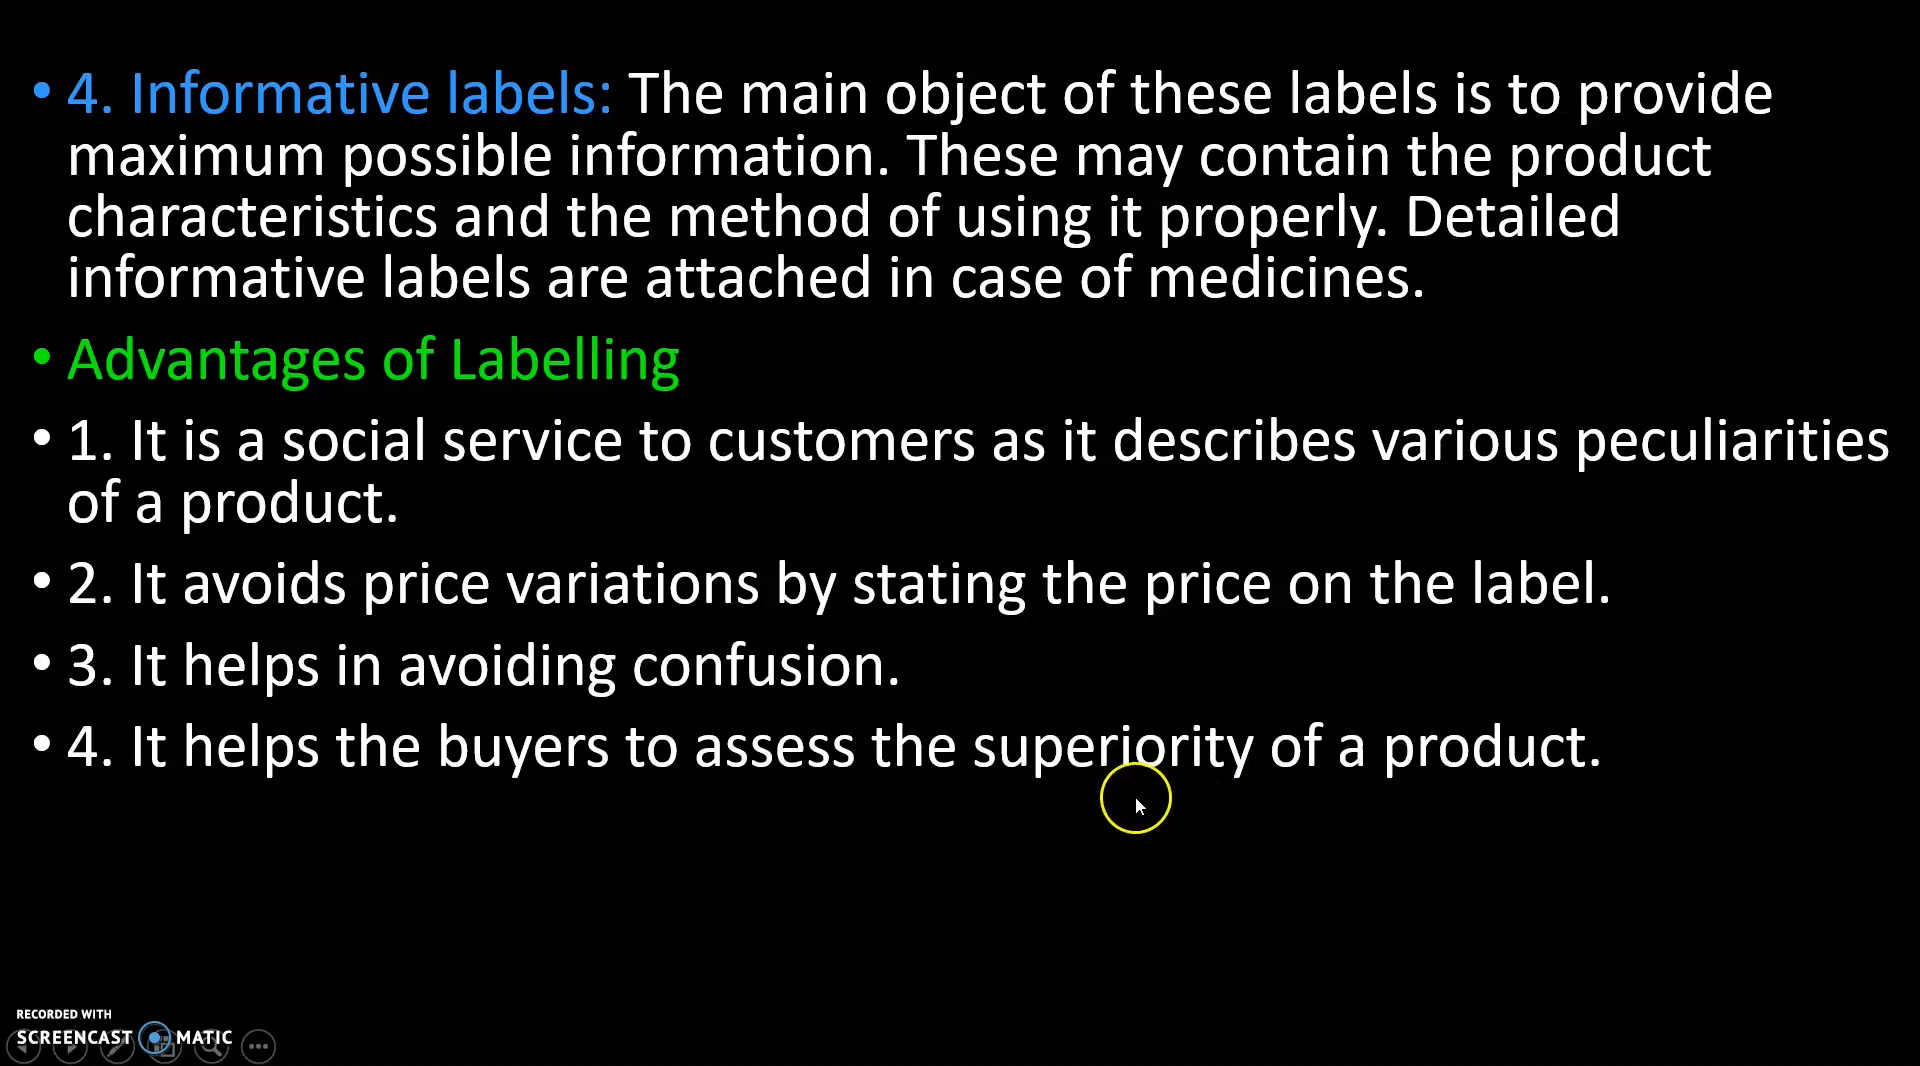 • 4. Informative labels: The main object of these labels is to provide
maximum possible information. These may contain the product
characteristics and the method of using it properly. Detailed
informative labels are attached in case of medicines.
• Advantages of Labelling
• 1. It is a social service to customers as it describes various peculiarities
of a product.
• 2. It avoids price variations by stating the price on the label.
• 3. It helps in avoiding confusion.
• 4. It helps the buyers to assess the superiority of a product.
RECORDED WITH
SCREENCAST MATIC